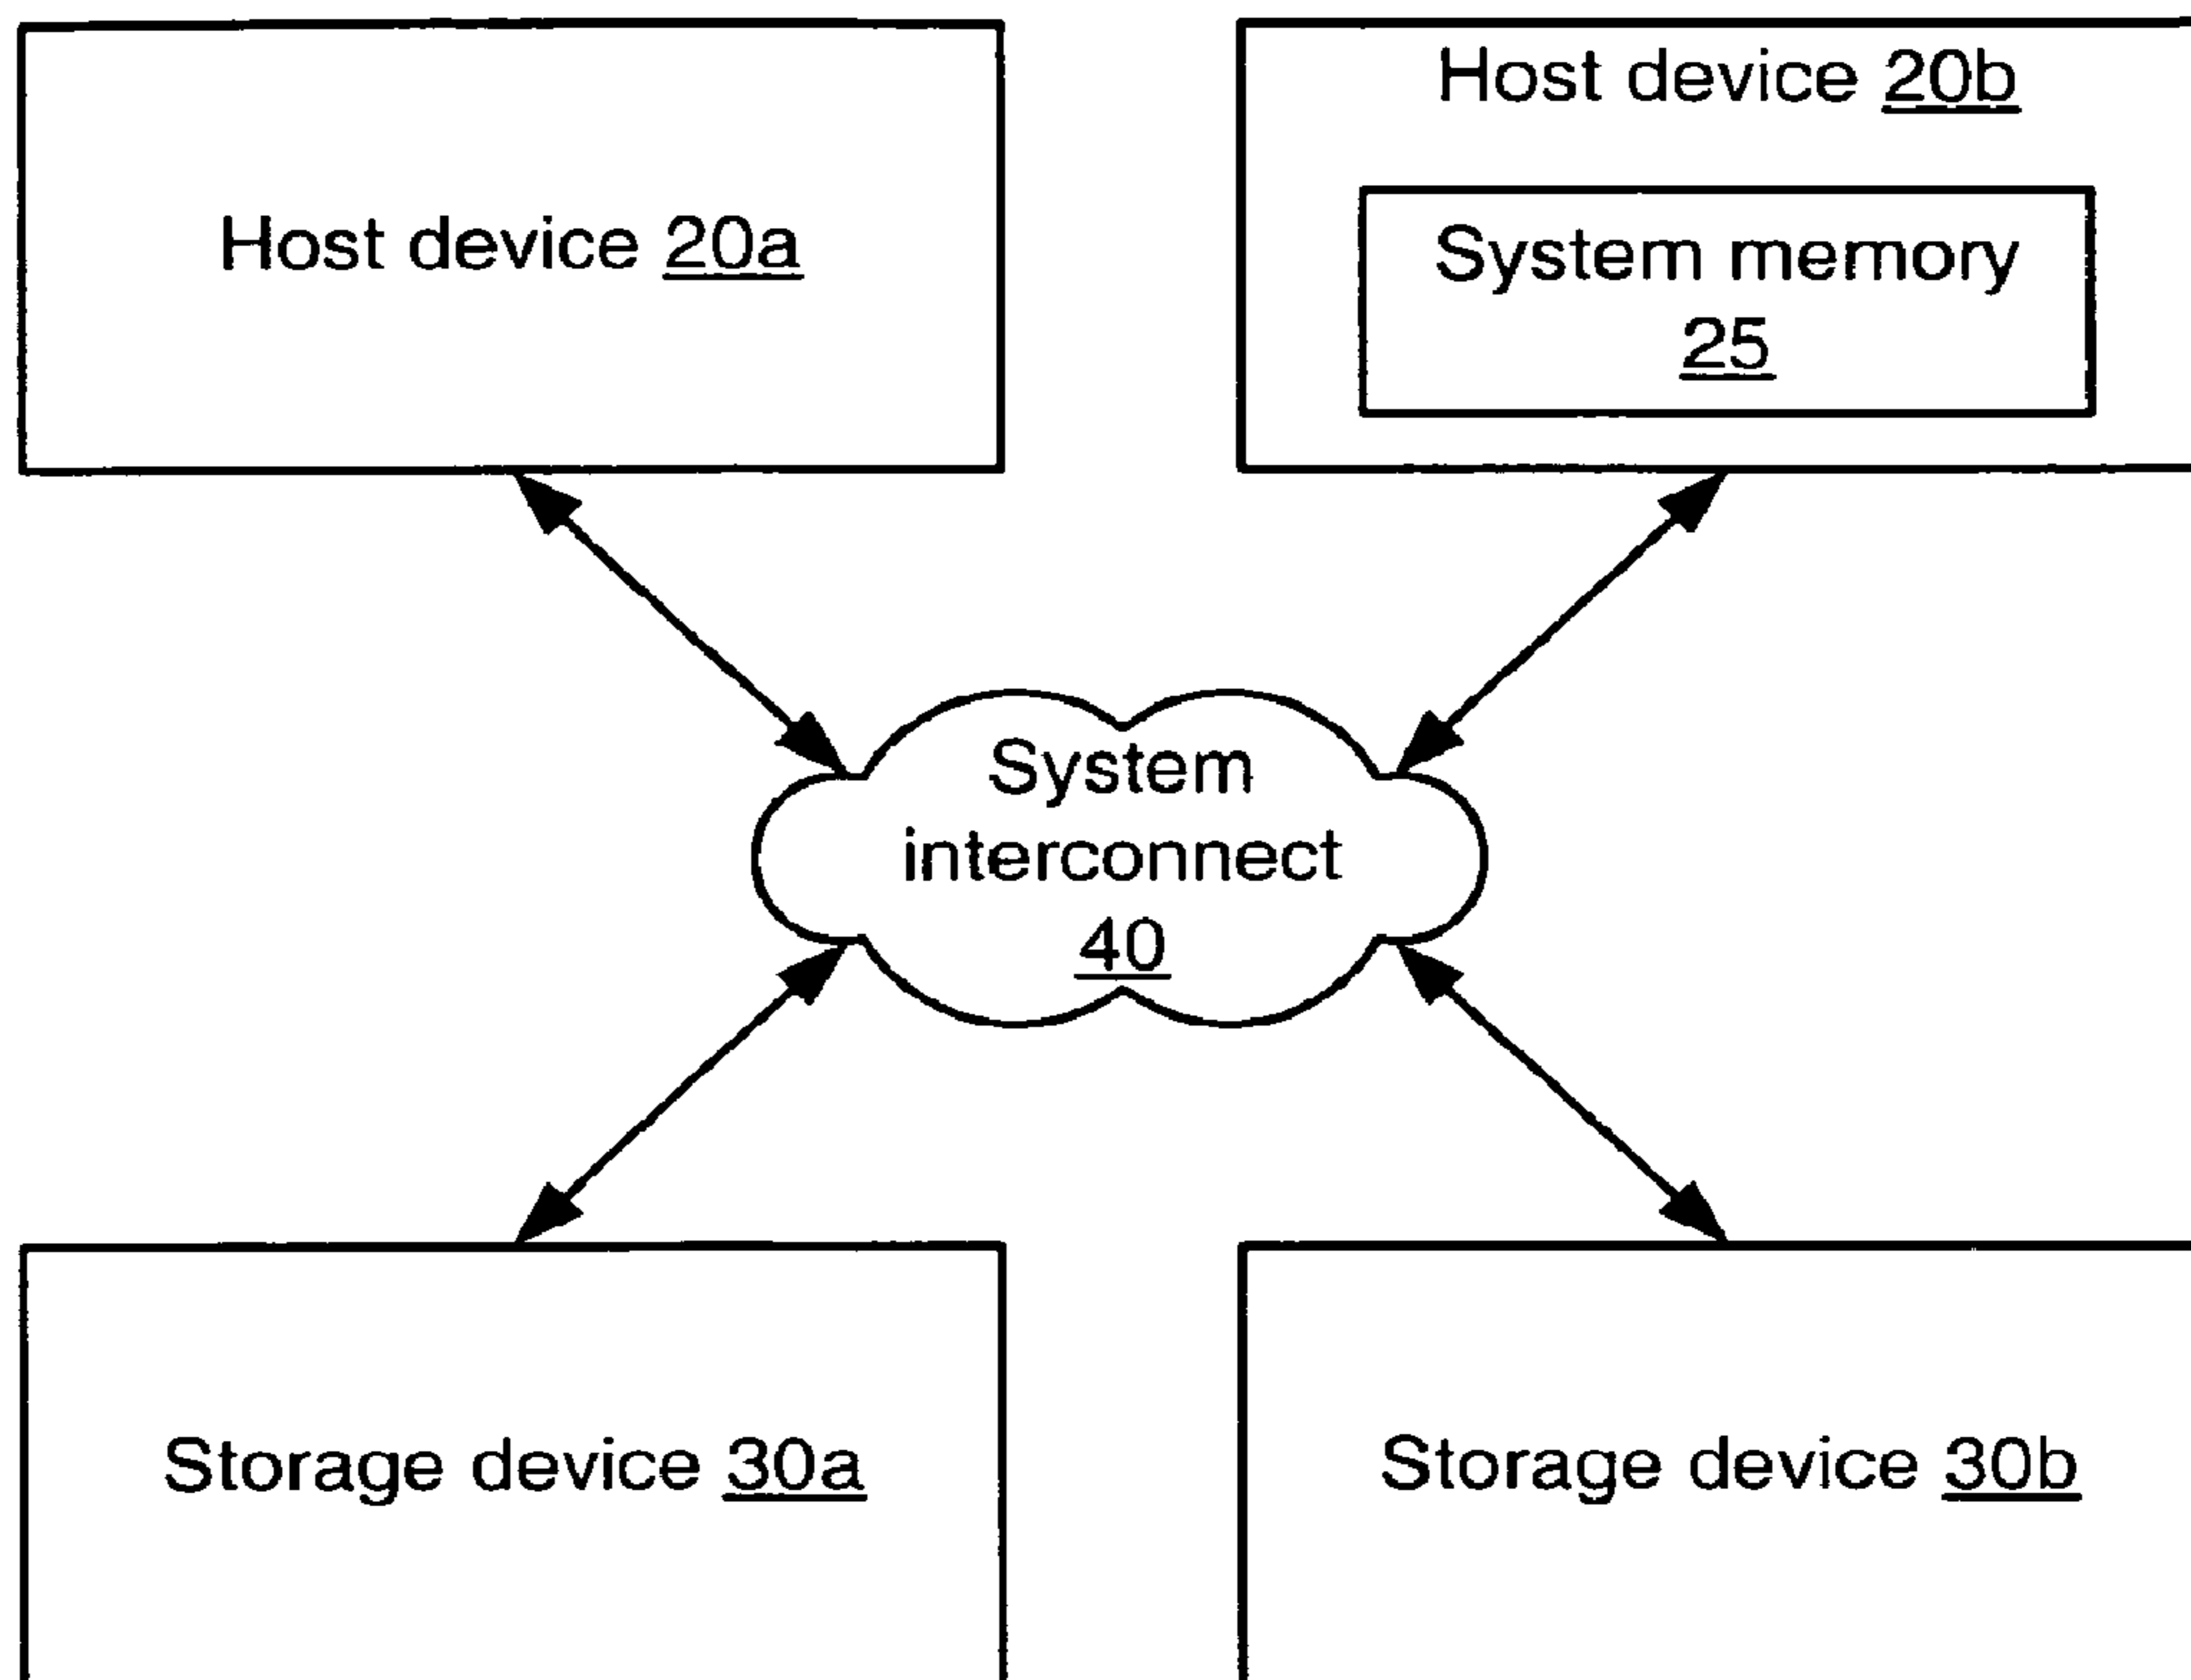 Host device 20a
Host device 20b
System memory
25
System
interconnect
40
Storage device 30a
Storage device 30b